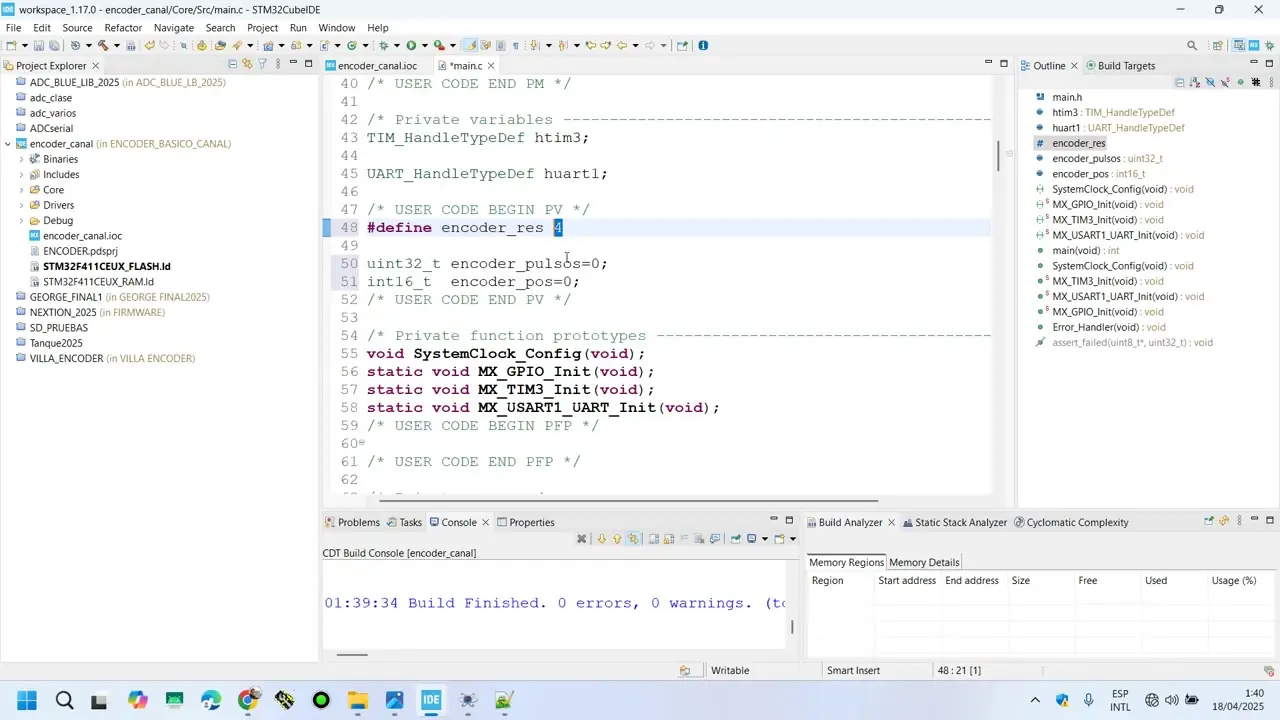 workspace_1.17.0 - encoder_canal/Core/Src/main.c - STM32CubeIDE
File Edit Source Refactor Navigate Search Project Run Window Help
Project Explorer
ADC_BLUE_LIB_2025 (in ADC_BLUE_LIB_2025)
adc_clase
adc_varios
ADCserial
encoder_canal (in ENCODER_BASICO_CANAL)
Binaries
Includes
Core
Drivers
Debug
encoder_canal.ioc
ENCODER.pdsprj
STM32F411CEUX_FLASH.ld
STM32F411CEUX_RAM.ld
GEORGE_FINAL1 (in GEORGE FINAL2025)
NEXTION_2025 (in FIRMWARE)
SD_PRUEBAS
Tanque2025
VILLA_ENCODER (in VILLA ENCODER)
encoder_canal.ioc *main.c
40 /* USER CODE END PM */
41
42 /* Private variables ---------------------------------------------------------
43 TIM_HandleTypeDef htim3;
44
45 UART_HandleTypeDef huart1;
46
47 /* USER CODE BEGIN PV */
48 #define encoder_res 4
49
50 uint32_t encoder_pulsos=0;
51 int16_t encoder_pos=0;
52 /* USER CODE END PV */
53
54 /* Private function prototypes -----------------------------------------------
55 void SystemClock_Config(void);
56 static void MX_GPIO_Init(void);
57 static void MX_TIM3_Init(void);
58 static void MX_USART1_UART_Init(void);
59 /* USER CODE BEGIN PFP */
60
61 /* USER CODE END PFP */
62
Outline Build Targets
main.h
htim3 : TIM_HandleTypeDef
huart1 : UART_HandleTypeDef
encoder_res
encoder_pulsos : uint32_t
encoder_pos : int16_t
SystemClock_Config(void) : void
MX_GPIO_Init(void) : void
MX_TIM3_Init(void) : void
MX_USART1_UART_Init(void) : void
main(void) : int
SystemClock_Config(void) : void
MX_TIM3_Init(void) : void
MX_USART1_UART_Init(void) : void
MX_GPIO_Init(void) : void
Error_Handler(void) : void
assert_failed(uint8_t*, uint32_t) : void
Problems Tasks Console Properties
CDT Build Console [encoder_canal]
01:39:34 Build Finished. 0 errors, 0 warnings. (to
Build Analyzer Static Stack Analyzer Cyclomatic Complexity
Memory Regions Memory Details
Region Start address End address Size Free Used Usage (%)
Writable Smart Insert 48 : 21 [1]
IDE
ESP
INTL
1:40
18/04/2025